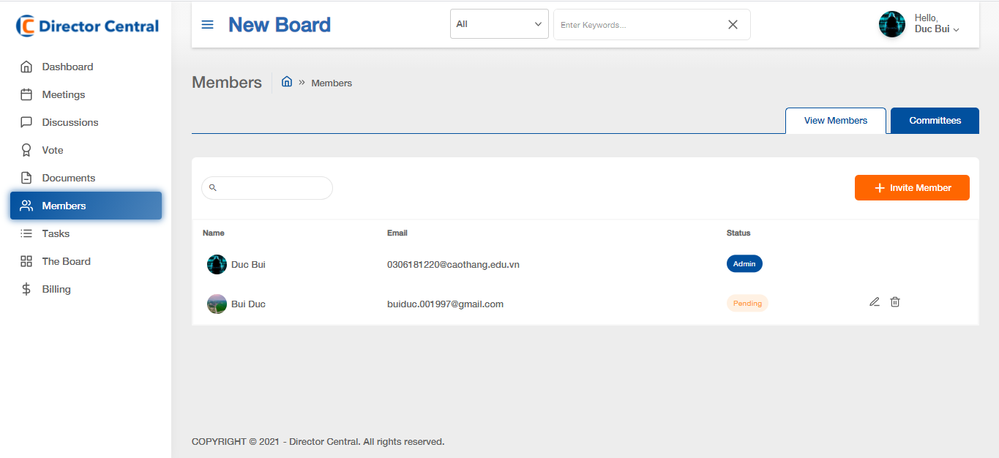 Director Central
Dashboard
Meetings
Discussions
Vote
Documents
Members
Tasks
The Board
Billing
New Board
All
Enter Keywords...
Hello,
Duc Bui
Members
» Members
View Members
Committees
Invite Member
Name Email Status
Duc Bui 0306181220@caothang.edu.vn Admin
Bui Duc buiduc.001997@gmail.com Pending
COPYRIGHT © 2021 - Director Central. All rights reserved.